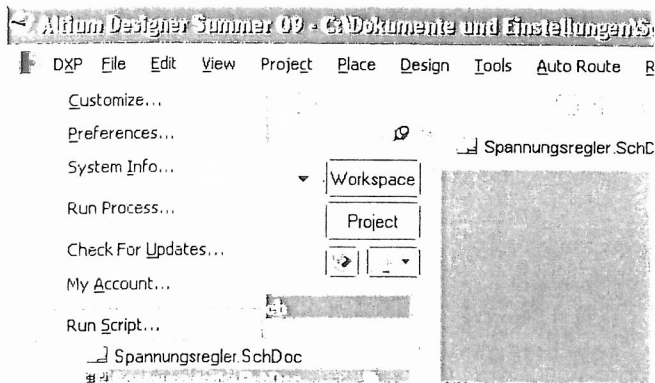 Altium Designer Summer 09 - C:\Dokumente und Einstellungen\S
DXP File Edit View Project Place Design Tools Auto Route R
Customize...
Preferences...
System Info...
Run Process...
Check For Updates...
My Account...
Run Script...
Spannungsregler.SchDoc
Workspace
Project
Spannungsregler.SchD